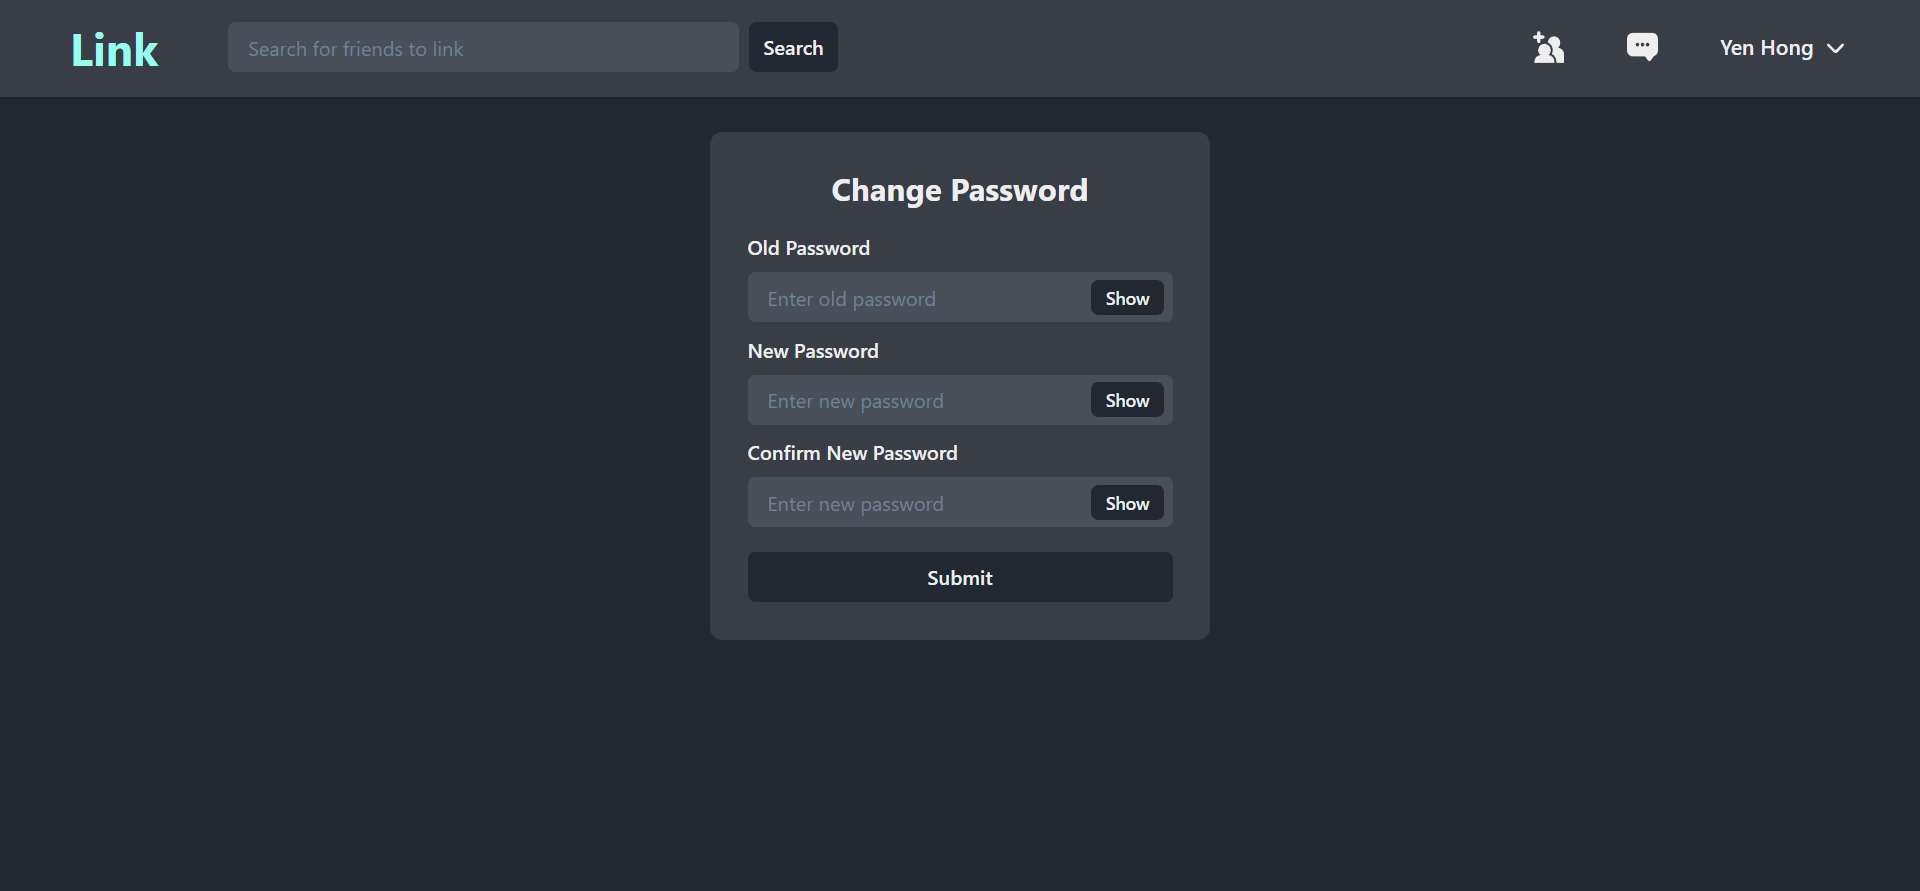 Link
Search for friends to link
Search
Yen Hong
Change Password
Old Password
Enter old password
Show
New Password
Enter new password
Show
Confirm New Password
Enter new password
Show
Submit